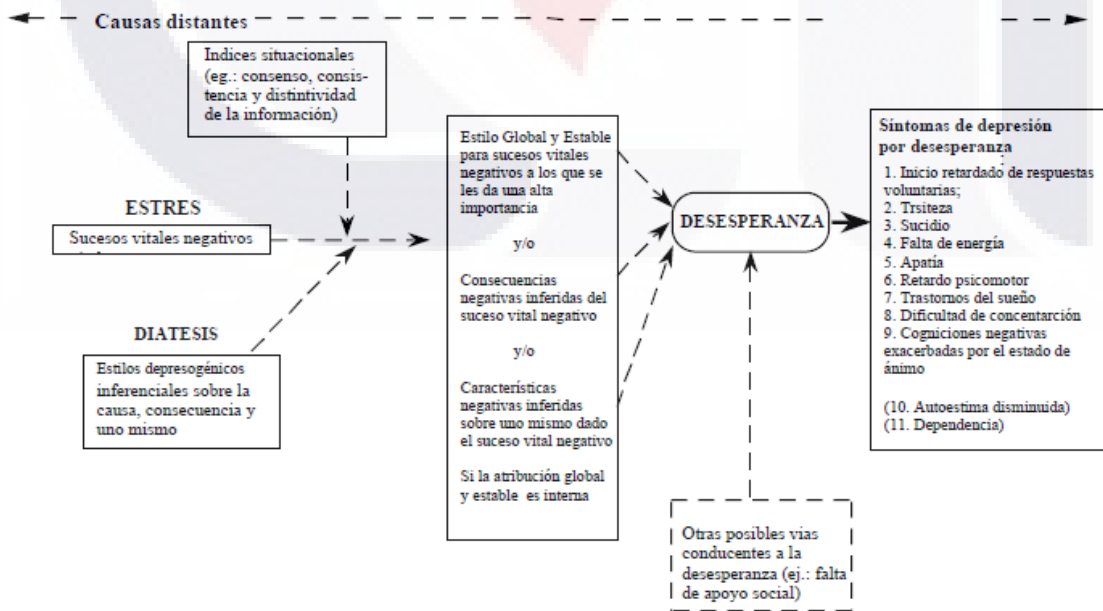 Causas distantes
Indices situacionales
(eg.: consenso, consis-
tencia y distintividad
de la información)
ESTRES
Sucesos vitales negativos
DIATESIS
Estilos depresogénicos
inferenciales sobre la
causa, consecuencia y
uno mismo
Estilo Global y Estable
para sucesos vitales
negativos a los que se
les da una alta
importancia
y/o
Consecuencias
negativas inferidas del
suceso vital negativo
y/o
Características
negativas inferidas
sobre uno mismo dado
el suceso vital negativo
Si la atribución global
y estable es interna
DESESPERANZA
Otras posibles vias
conducentes a la
desesperanza (ej.: falta
de apoyo social)
Síntomas de depresión
por desesperanza
1. Inicio retardado de respuestas
voluntarias;
2. Trsiteza
3. Sucidio
4. Falta de energía
5. Apatía
6. Retardo psicomotor
7. Trastornos del sueño
8. Dificultad de concentarción
9. Cogniciones negativas
exacerbadas por el estado de
ánimo
(10. Autoestima disminuida)
(11. Dependencia)